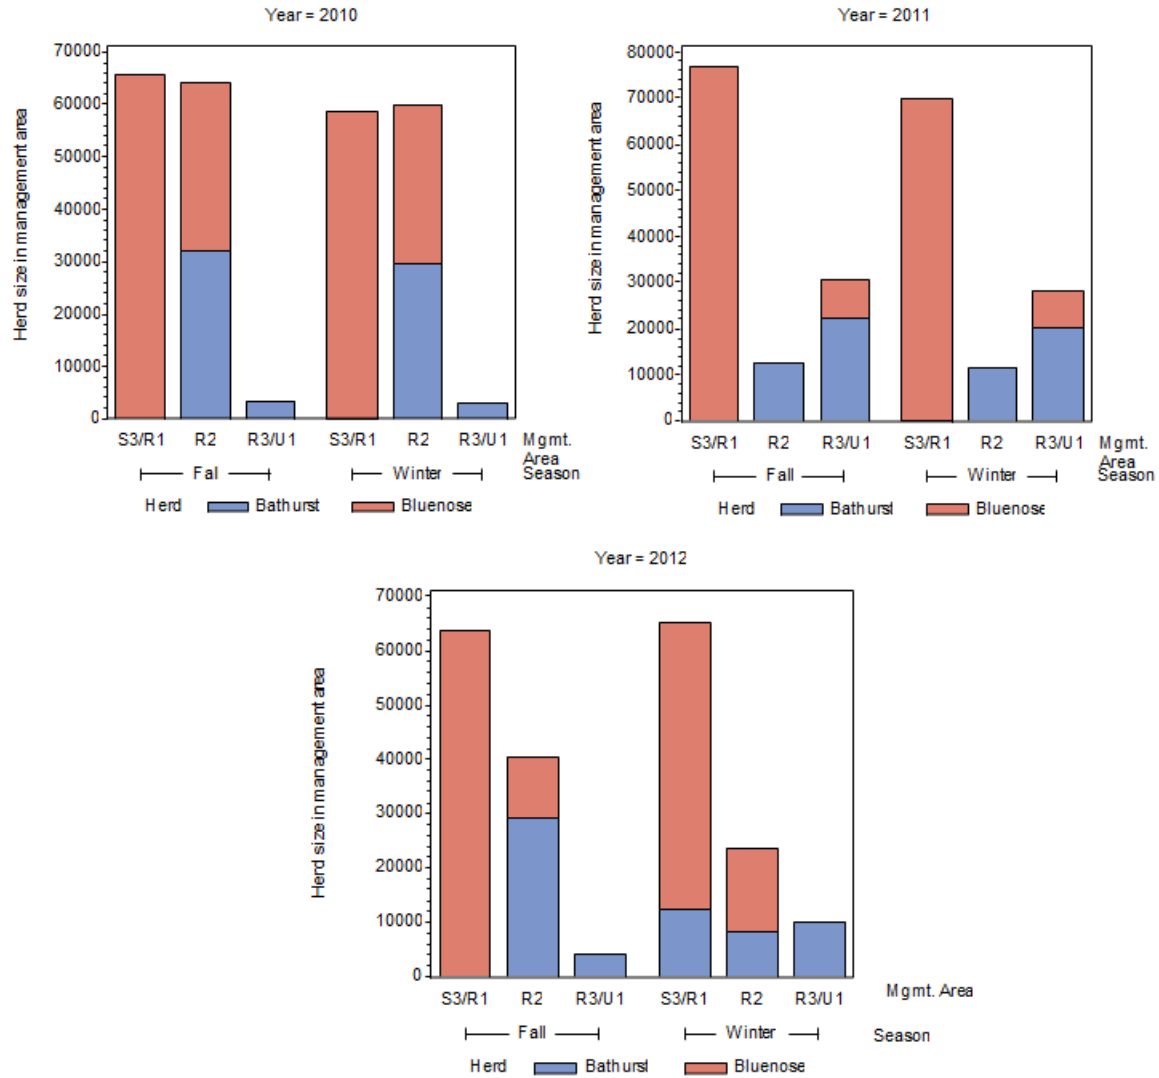 Year = 2010
Herd size in management area
70000
60000
50000
40000
30000
20000
10000
0
S3/R1 R2 R3/U1 S3/R1 R2 R3/U1 Mgmt. Area
Fal Winter Season
Herd Bathurst Bluenose
Year = 2011
Herd size in management area
80000
70000
60000
50000
40000
30000
20000
10000
0
S3/R1 R2 R3/U1 S3/R1 R2 R3/U1 Mgmt. Area
Fall Winter Season
Herd Bathurst Bluenose
Year = 2012
Herd size in management area
70000
60000
50000
40000
30000
20000
10000
0
S3/R1 R2 R3/U1 S3/R1 R2 R3/U1 Mgmt. Area
Fall Winter Season
Herd Bathurst Bluenose